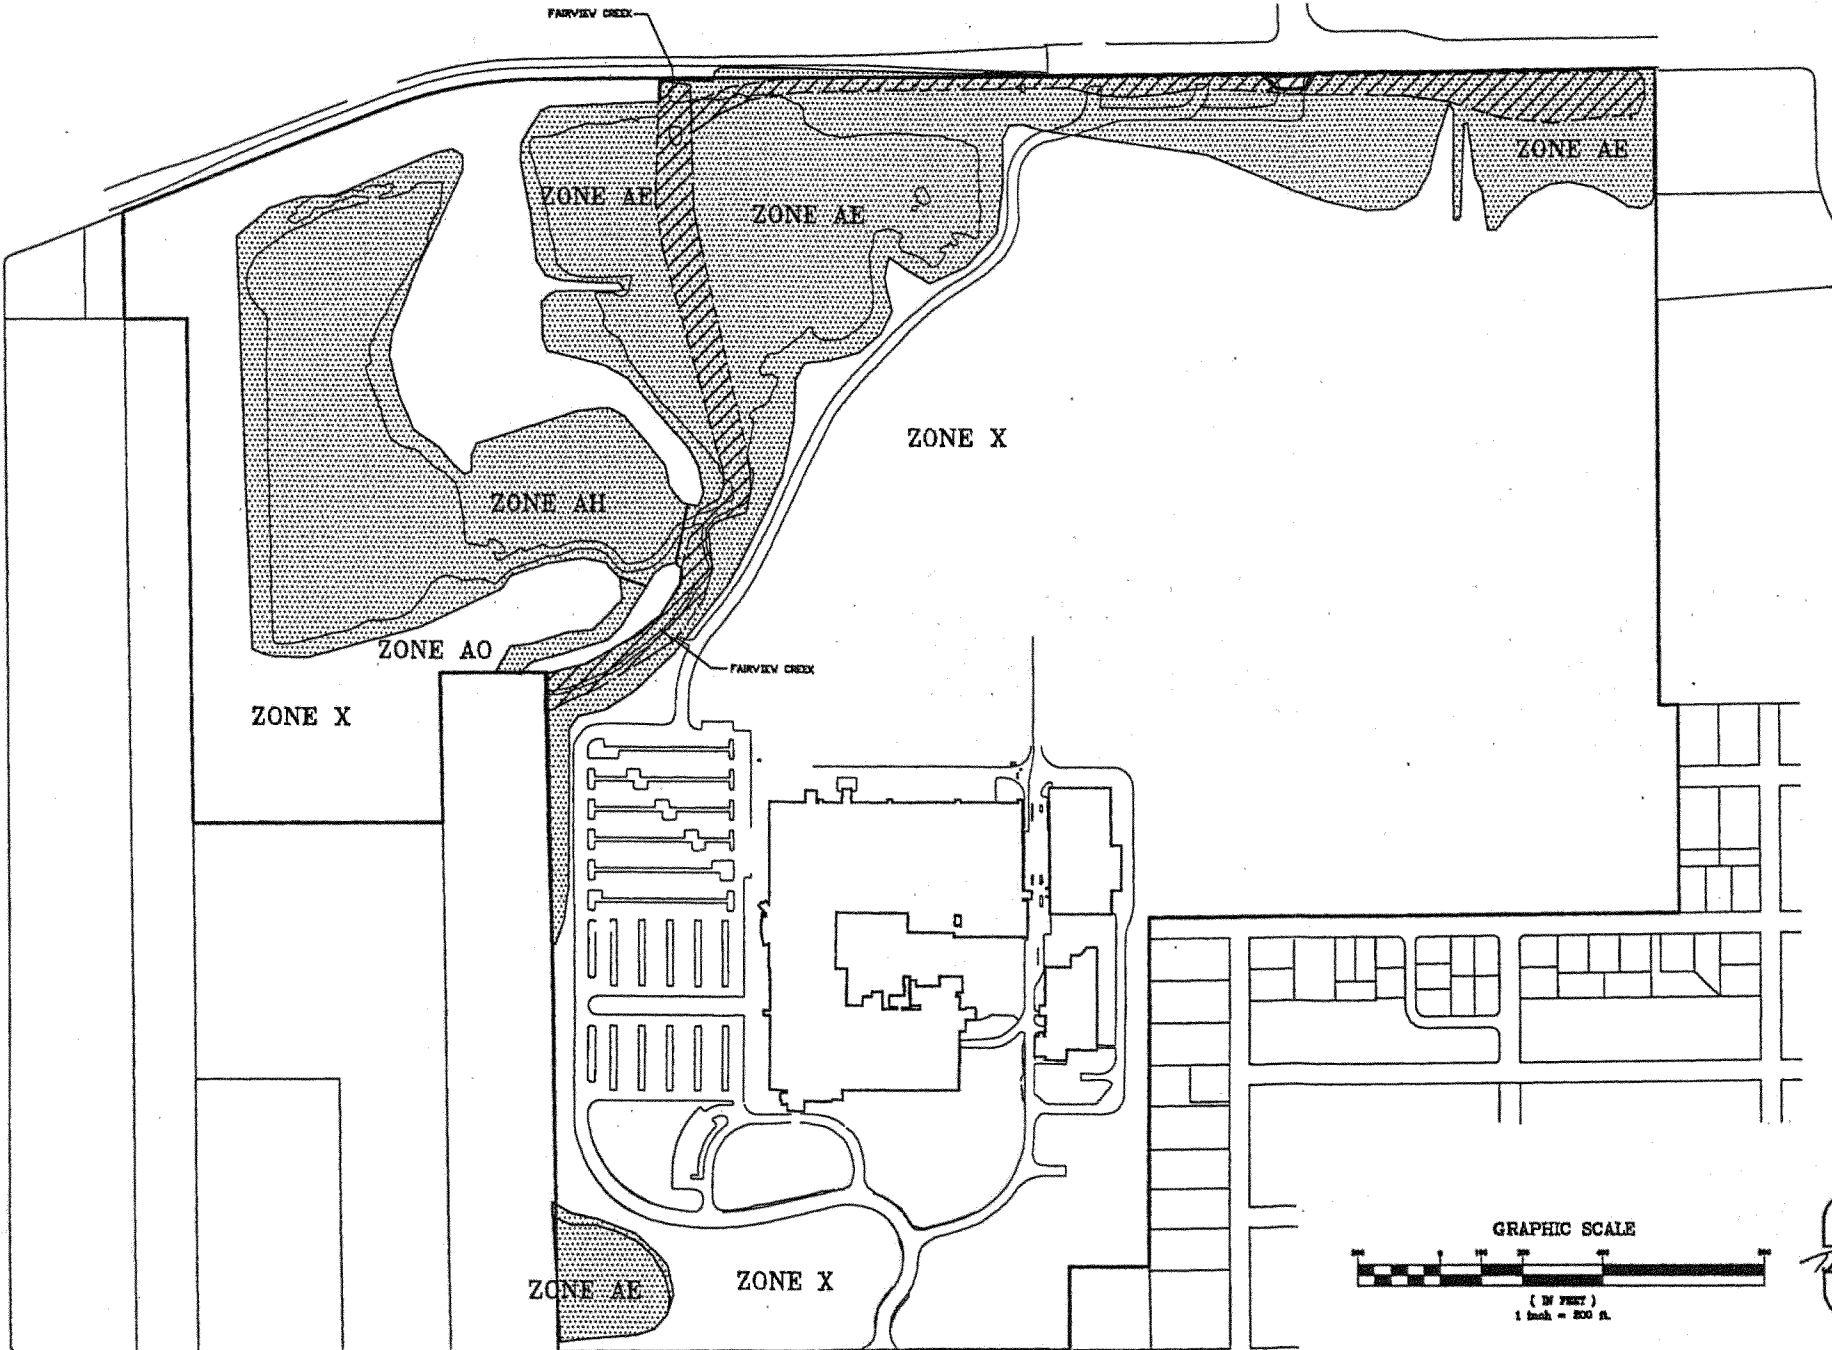 FAIRVIEW CREEK
ZONE AE
ZONE AE
ZONE AE
ZONE X
ZONE AH
ZONE AO
FAIRVIEW CREEK
ZONE X
GRAPHIC SCALE
ZONE AE
ZONE X
( IN FEET )
1 inch = 200 ft.